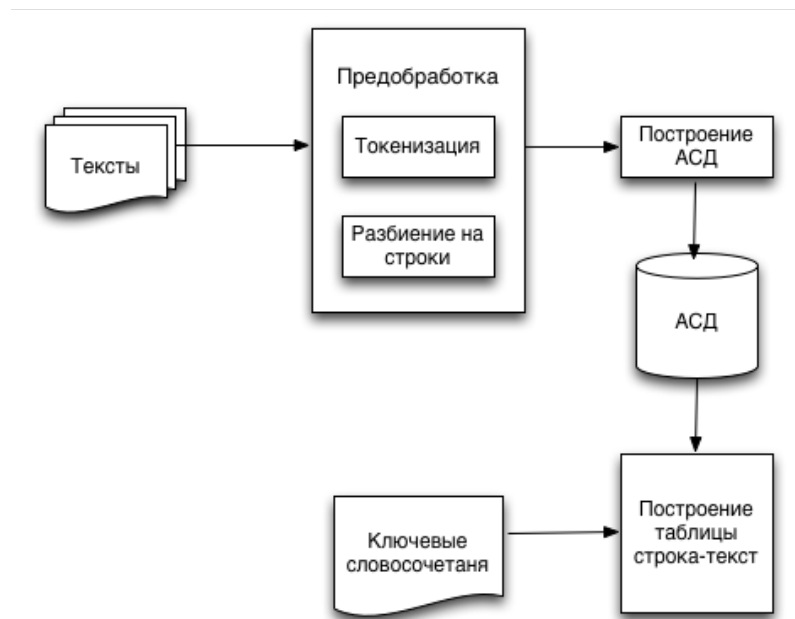 Предобработка
Тексты
Токенизация
Разбиение на
строки
Построение
АСД
АСД
Ключевые
словосочетаня
Построение
таблицы
строка-текст